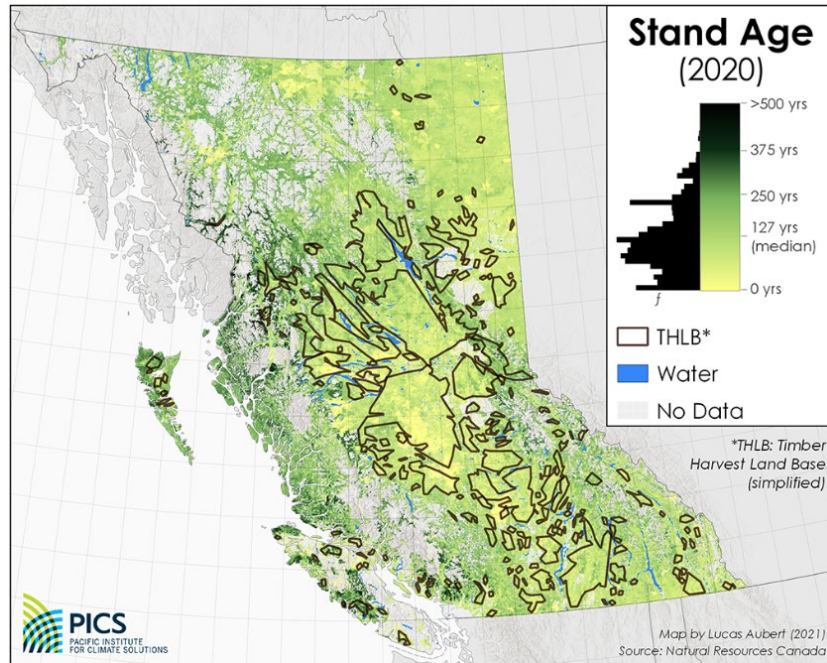 Stand Age
(2020)
>500 yrs
375 yrs
250 yrs
127 yrs
(median)
0 yrs
f
THLB*
Water
No Data
*THLB: Timber
Harvest Land Base
(simplified)
PICS
PACIFIC INSTITUTE
FOR CLIMATE SOLUTIONS
Map by Lucas Aubert (2021)
Source: Natural Resources Canada